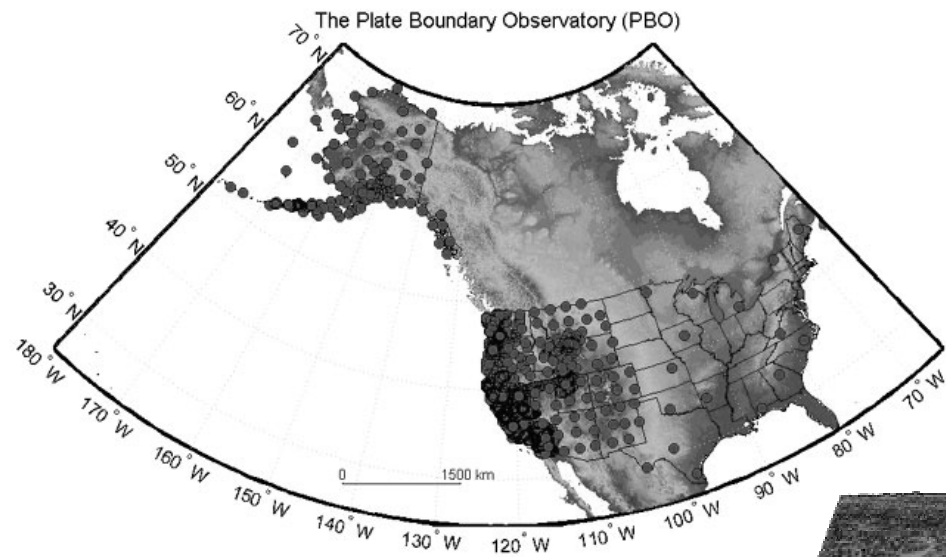 The Plate Boundary Observatory (PBO)
70° N
60° N
50° N
40° N
30° N
180° W
170° W
160° W
150° W
140° W
130° W
120° W
110° W
100° W
90° W
80° W
70° W
0 1500 km